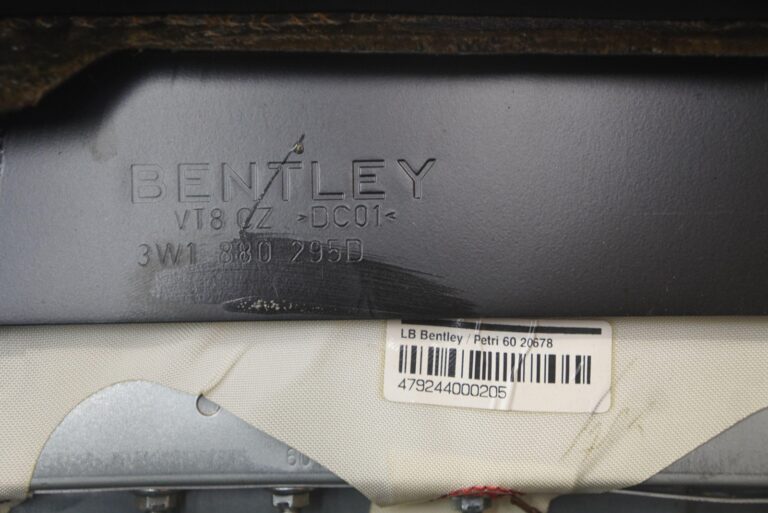 BENTLEY
VT8 CZ >DC01<
3W1 880 295D
LB Bentley / Petri 60 20678
479244000205